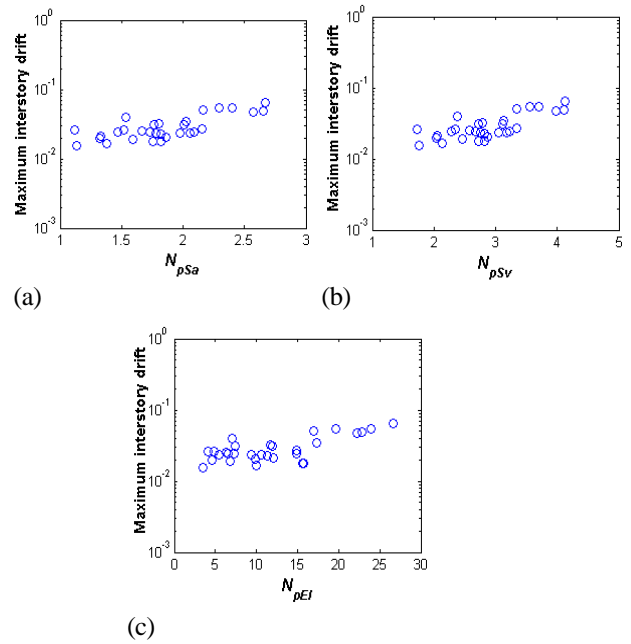 Maximum interstory drift
10^0
10^-1
10^-2
10^-3
1 1.5 2 2.5 3
N_pSa
(a)
Maximum interstory drift
10^0
10^-1
10^-2
10^-3
1 2 3 4 5
N_pSv
(b)
Maximum interstory drift
10^0
10^-1
10^-2
10^-3
0 5 10 15 20 25 30
N_pEI
(c)